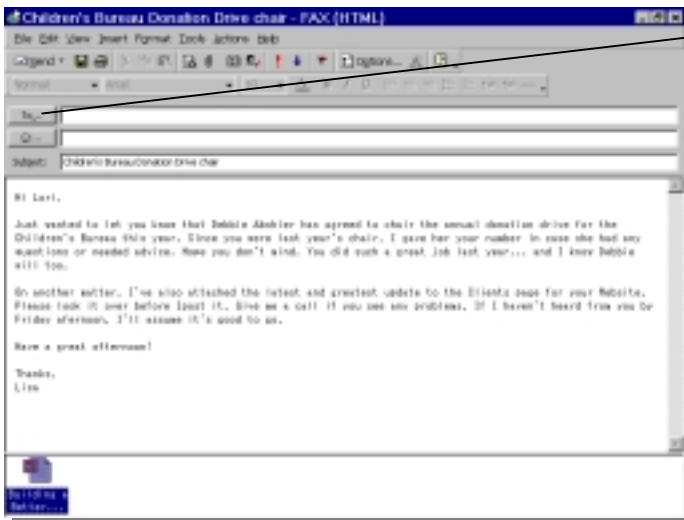 Children's Bureau Donation Drive chair - FAX (HTML)
File Edit View Insert Format Tools Actions Help
Send Options...
Normal Arial 10
To...
Cc...
Subject: Children's Bureau Donation Drive chair
Hi Lori,
Just wanted to let you know that Debbie has agreed to chair the annual donation drive for the
Children's Bureau this year. Since you were last year's chair, I gave her your number in case she had any
questions or needed advice. Hope you don't mind. You did such a great job last year... and I know Debbie
will too.
On another matter, I've also attached the latest and greatest update to the Clients page for your Website.
Please look it over before Ipost it. Give me a call if you see any problems. If I haven't heard from you by
Friday afernoon, I'll assume it's good to go.
Have a great afternoon!
Thanks,
Lisa
Building a
Better...